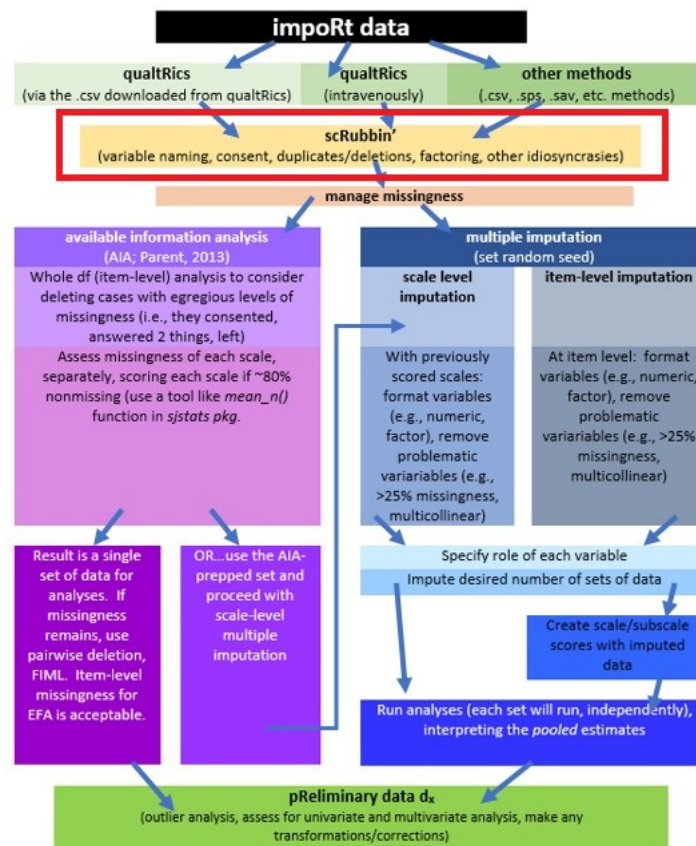 impoRt data
qualtRics
(via the .csv downloaded from qualtRics)
qualtRics
(intravenously)
other methods
(.csv, .sps, .sav, etc. methods)
scRubbin’
(variable naming, consent, duplicates/deletions, factoring, other idiosyncrasies)
manage missingness
available information analysis
(AIA; Parent, 2013)
Whole df (item-level) analysis to consider
deleting cases with egregious levels of
missingness (i.e., they consented,
answered 2 things, left)
Assess missingness of each scale,
separately, scoring each scale if ~80%
nonmissing (use a tool like mean_n()
function in sjstats pkg.
Result is a single
set of data for
analyses. If
missingness
remains, use
pairwise deletion,
FIML. Item-level
missingness for
EFA is acceptable.
OR...use the AIA-
prepped set and
proceed with
scale-level
multiple
imputation
multiple imputation
(set random seed)
scale level
imputation
With previously
scored scales:
format variables
(e.g., numeric,
factor), remove
problematic
varariables (e.g.,
>25% missingness,
multicollinear)
item-level imputation
At item level: format
variables (e.g., numeric,
factor), remove
problematic
varariables (e.g., >25%
missingness,
multicollinear)
Specify role of each variable
Impute desired number of sets of data
Create scale/subscale
scores with imputed
data
Run analyses (each set will run, independently),
interpreting the pooled estimates
pReliminary data dx
(outlier analysis, assess for univariate and multivariate analysis, make any
transformations/corrections)